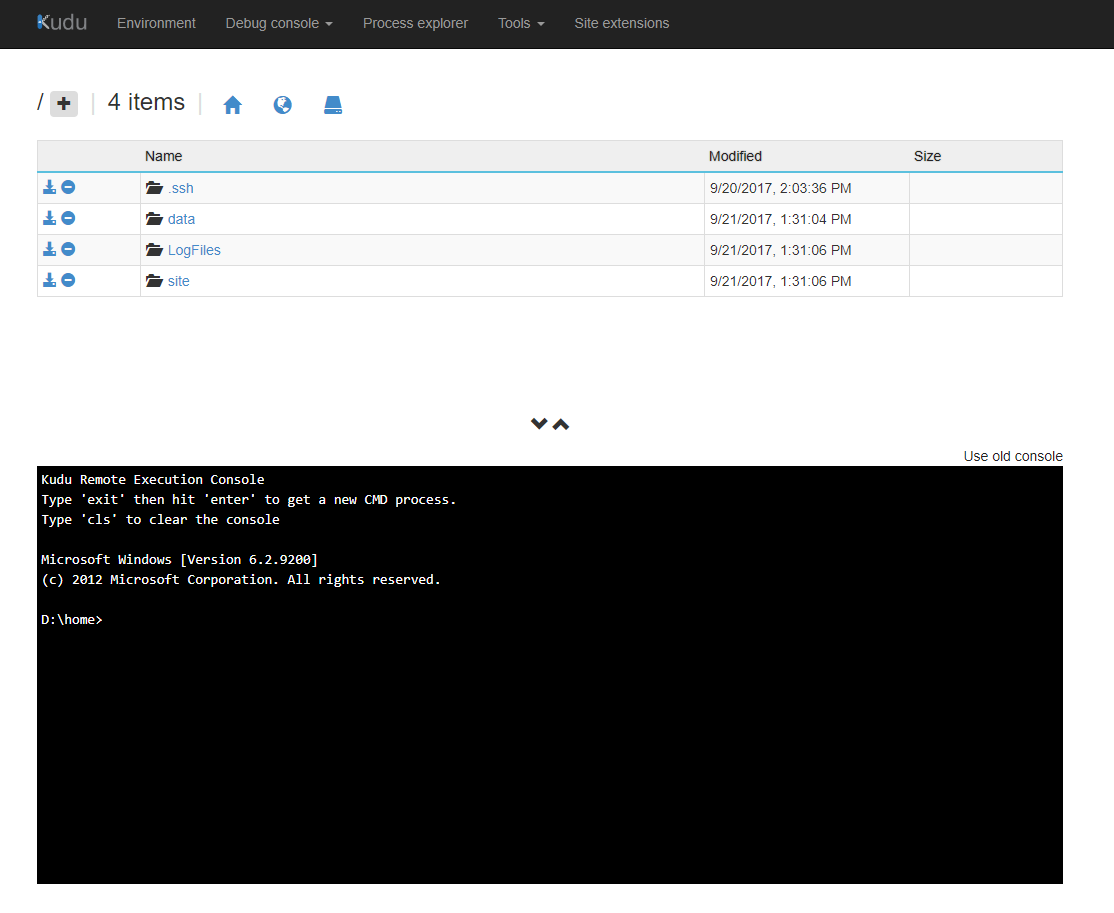 Kudu Environment Debug console Process explorer Tools Site extensions
/ 4 items
Name Modified Size
.ssh 9/20/2017, 2:03:36 PM
data 9/21/2017, 1:31:04 PM
LogFiles 9/21/2017, 1:31:06 PM
site 9/21/2017, 1:31:06 PM
Use old console
Kudu Remote Execution Console
Type 'exit' then hit 'enter' to get a new CMD process.
Type 'cls' to clear the console
Microsoft Windows [Version 6.2.9200]
(c) 2012 Microsoft Corporation. All rights reserved.
D:\home>